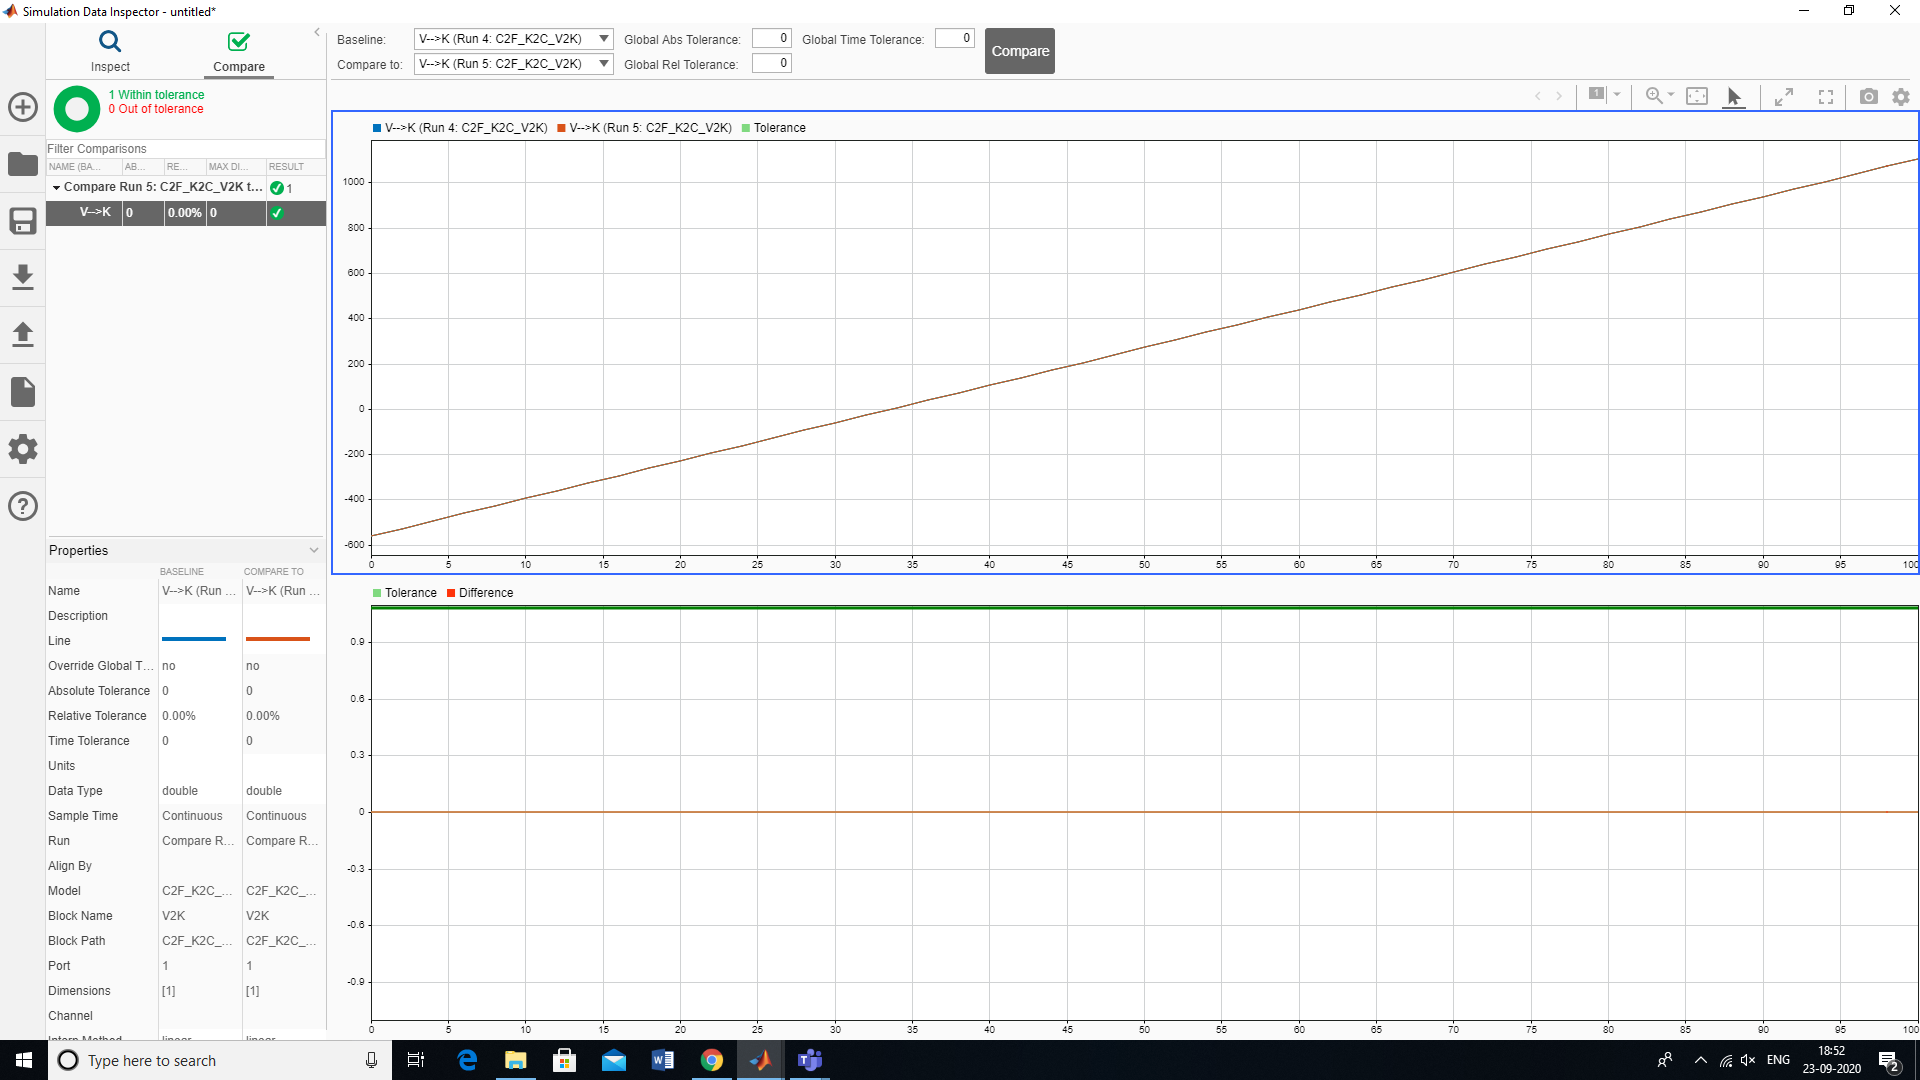 Simulation Data Inspector - untitled*
Inspect
Compare
Baseline:
V-->K (Run 4: C2F_K2C_V2K)
Global Abs Tolerance:
0
Global Time Tolerance:
0
Compare
Compare to:
V-->K (Run 5: C2F_K2C_V2K)
Global Rel Tolerance:
0
1 Within tolerance
0 Out of tolerance
Filter Comparisons
NAME (BA... AB... RE... MAX DI... RESULT
Compare Run 5: C2F_K2C_V2K t... 1
V-->K 0 0.00% 0
V-->K (Run 4: C2F_K2C_V2K) V-->K (Run 5: C2F_K2C_V2K) Tolerance
1000
800
600
400
200
0
-200
-400
-600
0 5 10 15 20 25 30 35 40 45 50 55 60 65 70 75 80 85 90 95 100
Tolerance Difference
0.9
0.6
0.3
0
-0.3
-0.6
-0.9
0 5 10 15 20 25 30 35 40 45 50 55 60 65 70 75 80 85 90 95 100
Properties
BASELINE COMPARE TO
Name V-->K (Run ... V-->K (Run ...
Description
Line
Override Global T... no no
Absolute Tolerance 0 0
Relative Tolerance 0.00% 0.00%
Time Tolerance 0 0
Units
Data Type double double
Sample Time Continuous Continuous
Run Compare R... Compare R...
Align By
Model C2F_K2C_... C2F_K2C_...
Block Name V2K V2K
Block Path C2F_K2C_... C2F_K2C_...
Port 1 1
Dimensions [1] [1]
Channel
Interp Method linear linear
Type here to search
ENG
18:52
23-09-2020
2